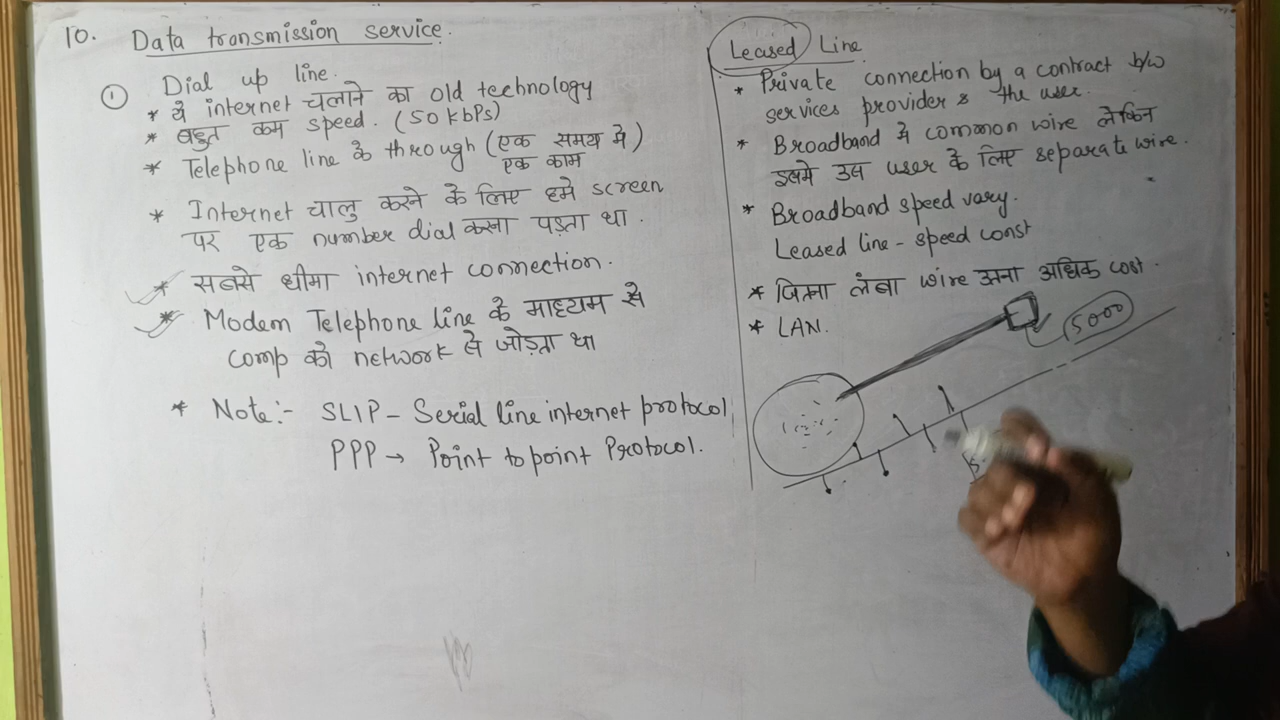 10. Data transmission service.
① Dial up line.
* ये internet चलाने का old technology
* बहुत कम speed. (50 kbPs)
* Telephone line के through (एक समय मे)
एक काम
* Internet चालु करने के लिए हमे screen
पर एक number dial करना पड़ता था.
* सबसे धीमा internet connection.
* Modem Telephone line के माध्यम से
comp को network से जोड़ता था
* Note:- SLIP - Serial line internet protocol
PPP → Point to point Protocol.
Leased Line
* Private connection by a contract b/w
services provider & the user.
* Broadband मे common wire लेकिन
इसमे उस user के लिए separate wire.
* Broadband speed vary.
Leased line - speed const
* जितना लंबा wire उतना अधिक cost.
* LAN.
5000